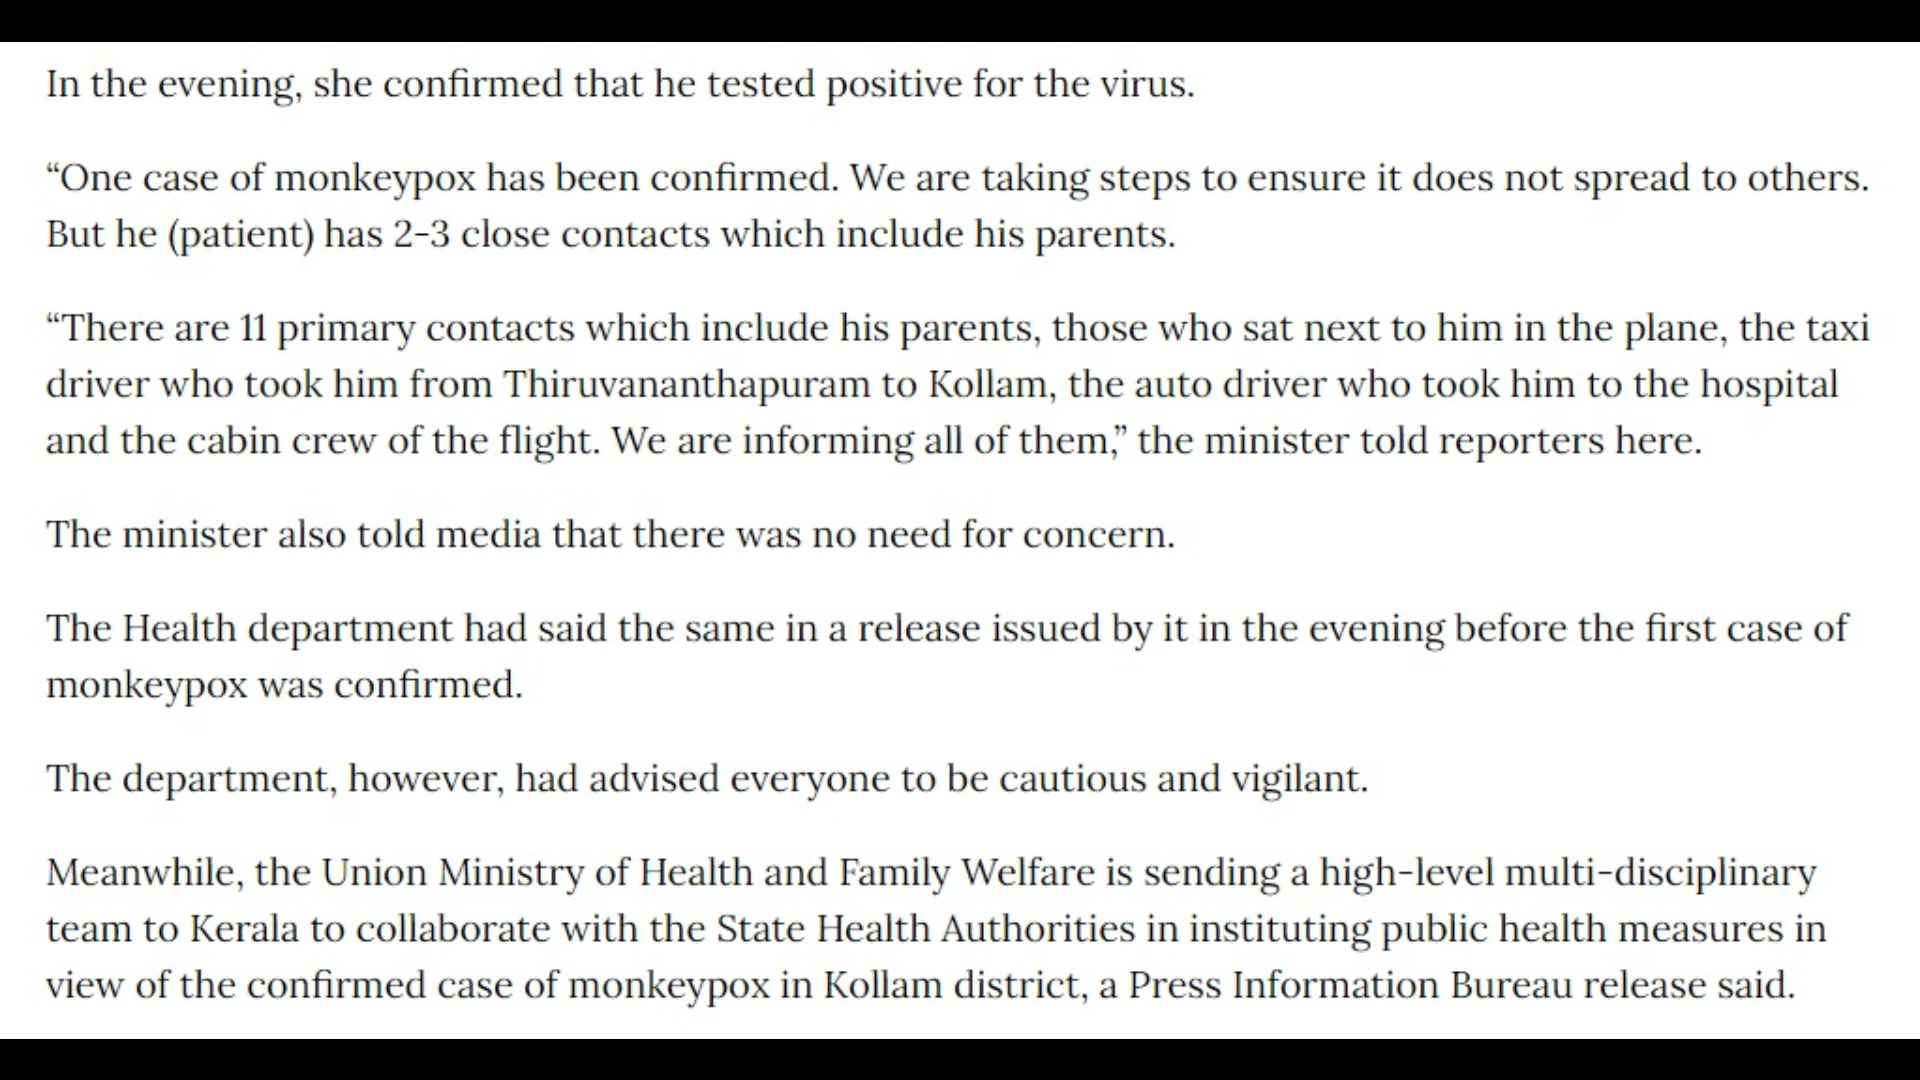 In the evening, she confirmed that he tested positive for the virus.
“One case of monkeypox has been confirmed. We are taking steps to ensure it does not spread to others.
But he (patient) has 2-3 close contacts which include his parents.
“There are 11 primary contacts which include his parents, those who sat next to him in the plane, the taxi
driver who took him from Thiruvananthapuram to Kollam, the auto driver who took him to the hospital
and the cabin crew of the flight. We are informing all of them,” the minister told reporters here.
The minister also told media that there was no need for concern.
The Health department had said the same in a release issued by it in the evening before the first case of
monkeypox was confirmed.
The department, however, had advised everyone to be cautious and vigilant.
Meanwhile, the Union Ministry of Health and Family Welfare is sending a high-level multi-disciplinary
team to Kerala to collaborate with the State Health Authorities in instituting public health measures in
view of the confirmed case of monkeypox in Kollam district, a Press Information Bureau release said.